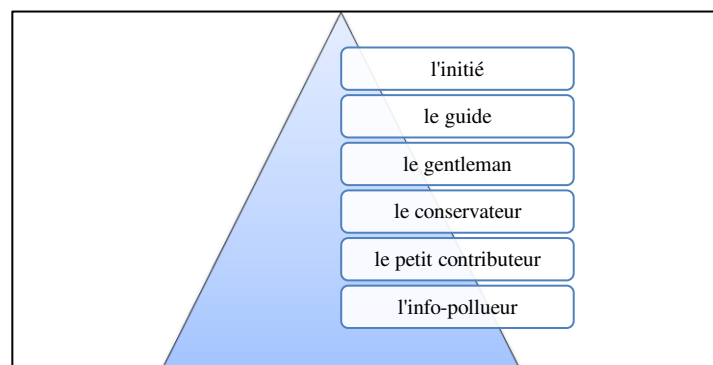 l'initié
le guide
le gentleman
le conservateur
le petit contributeur
l'info-pollueur